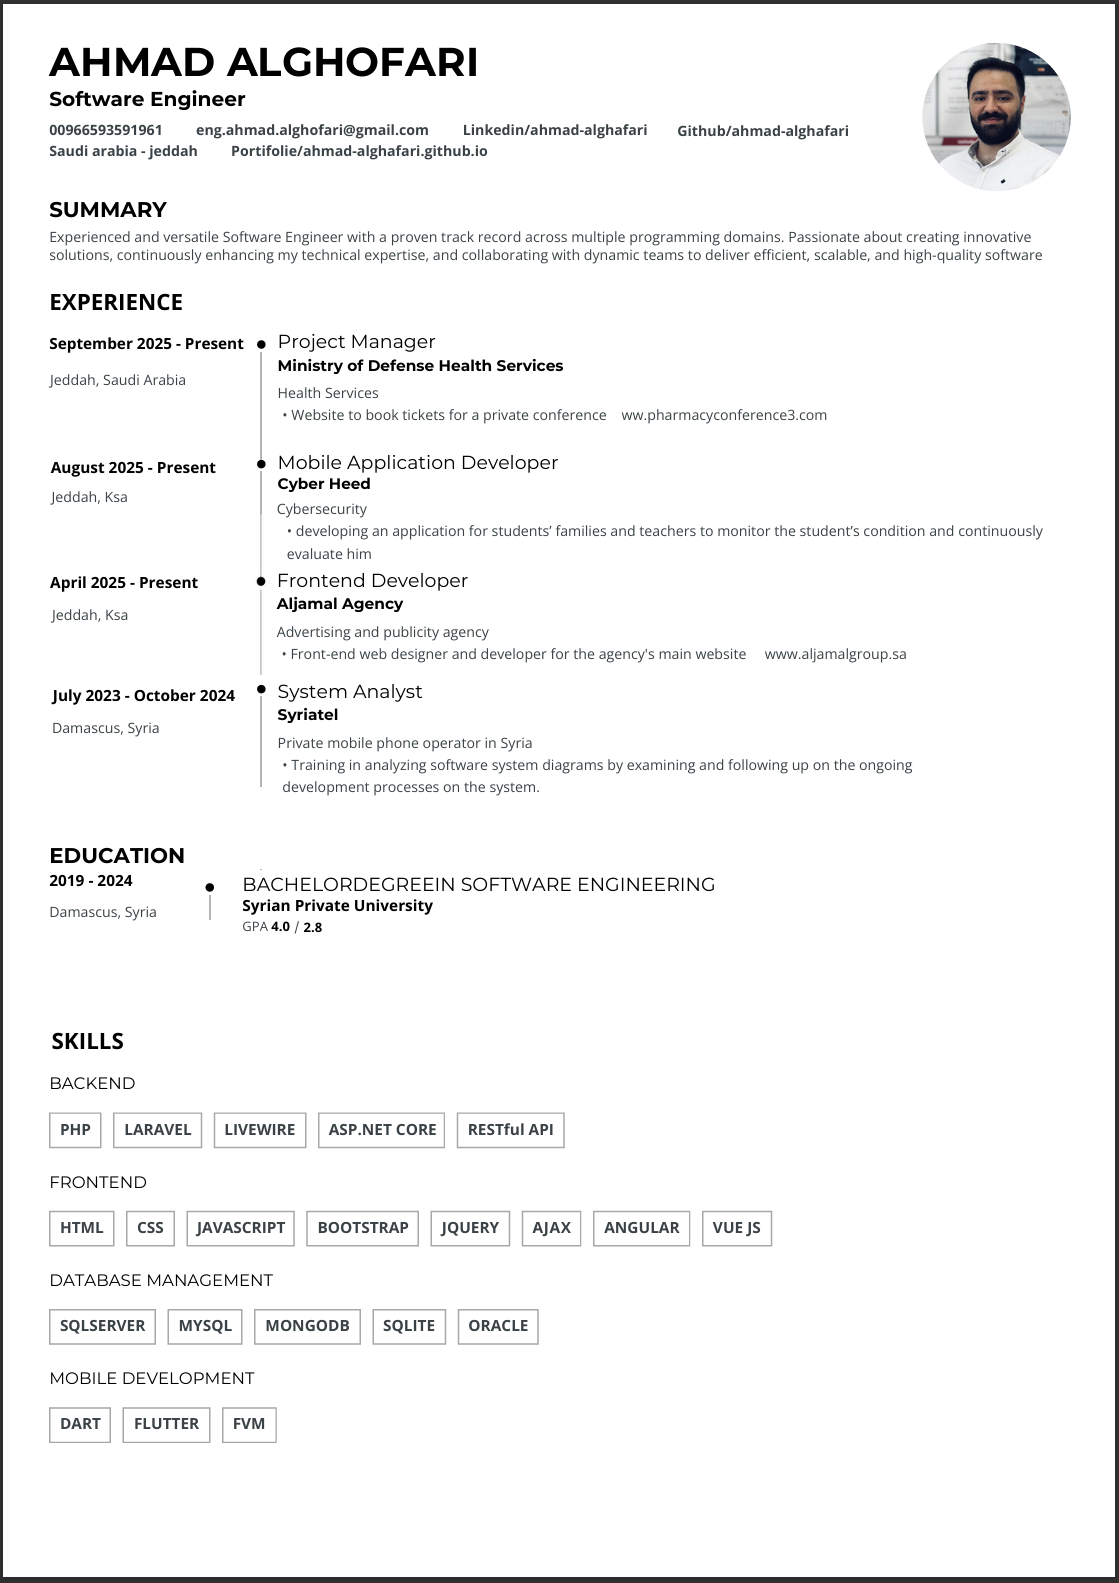 AHMAD ALGHOFARI
Software Engineer
00966593591961 eng.ahmad.alghofari@gmail.com Linkedin/ahmad-alghafari Github/ahmad-alghafari
Saudi arabia - jeddah Portifolie/ahmad-alghafari.github.io
SUMMARY
Experienced and versatile Software Engineer with a proven track record across multiple programming domains. Passionate about creating innovative
solutions, continuously enhancing my technical expertise, and collaborating with dynamic teams to deliver efficient, scalable, and high-quality software
EXPERIENCE
September 2025 - Present
Jeddah, Saudi Arabia
Project Manager
Ministry of Defense Health Services
Health Services
• Website to book tickets for a private conference ww.pharmacyconference3.com
August 2025 - Present
Jeddah, Ksa
Mobile Application Developer
Cyber Heed
Cybersecurity
• developing an application for students’ families and teachers to monitor the student’s condition and continuously
evaluate him
April 2025 - Present
Jeddah, Ksa
Frontend Developer
Aljamal Agency
Advertising and publicity agency
• Front-end web designer and developer for the agency's main website www.aljamalgroup.sa
July 2023 - October 2024
Damascus, Syria
System Analyst
Syriatel
Private mobile phone operator in Syria
• Training in analyzing software system diagrams by examining and following up on the ongoing
development processes on the system.
EDUCATION
2019 - 2024
Damascus, Syria
BACHELORDEGREEIN SOFTWARE ENGINEERING
Syrian Private University
GPA 4.0 / 2.8
SKILLS
BACKEND
PHP LARAVEL LIVEWIRE ASP.NET CORE RESTful API
FRONTEND
HTML CSS JAVASCRIPT BOOTSTRAP JQUERY AJAX ANGULAR VUE JS
DATABASE MANAGEMENT
SQLSERVER MYSQL MONGODB SQLITE ORACLE
MOBILE DEVELOPMENT
DART FLUTTER FVM